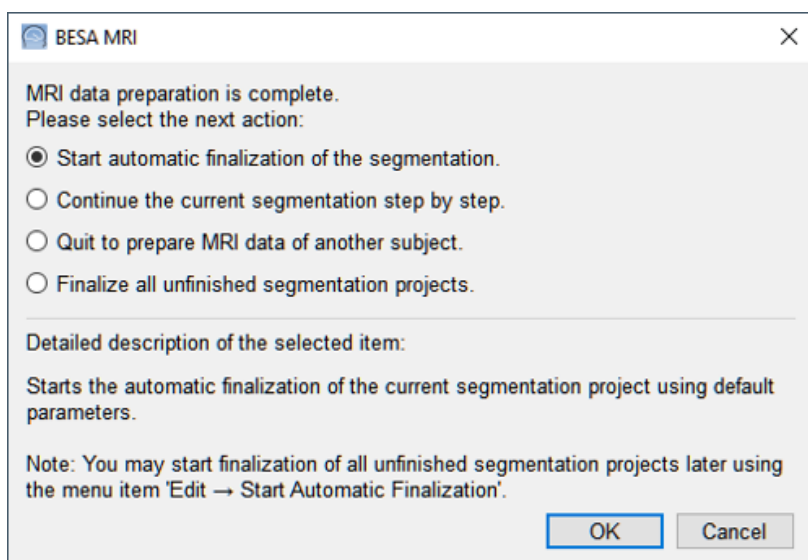 BESA MRI
MRI data preparation is complete.
Please select the next action:
Start automatic finalization of the segmentation.
Continue the current segmentation step by step.
Quit to prepare MRI data of another subject.
Finalize all unfinished segmentation projects.
Detailed description of the selected item:
Starts the automatic finalization of the current segmentation project using default
parameters.
Note: You may start finalization of all unfinished segmentation projects later using
the menu item 'Edit → Start Automatic Finalization'.
OK Cancel